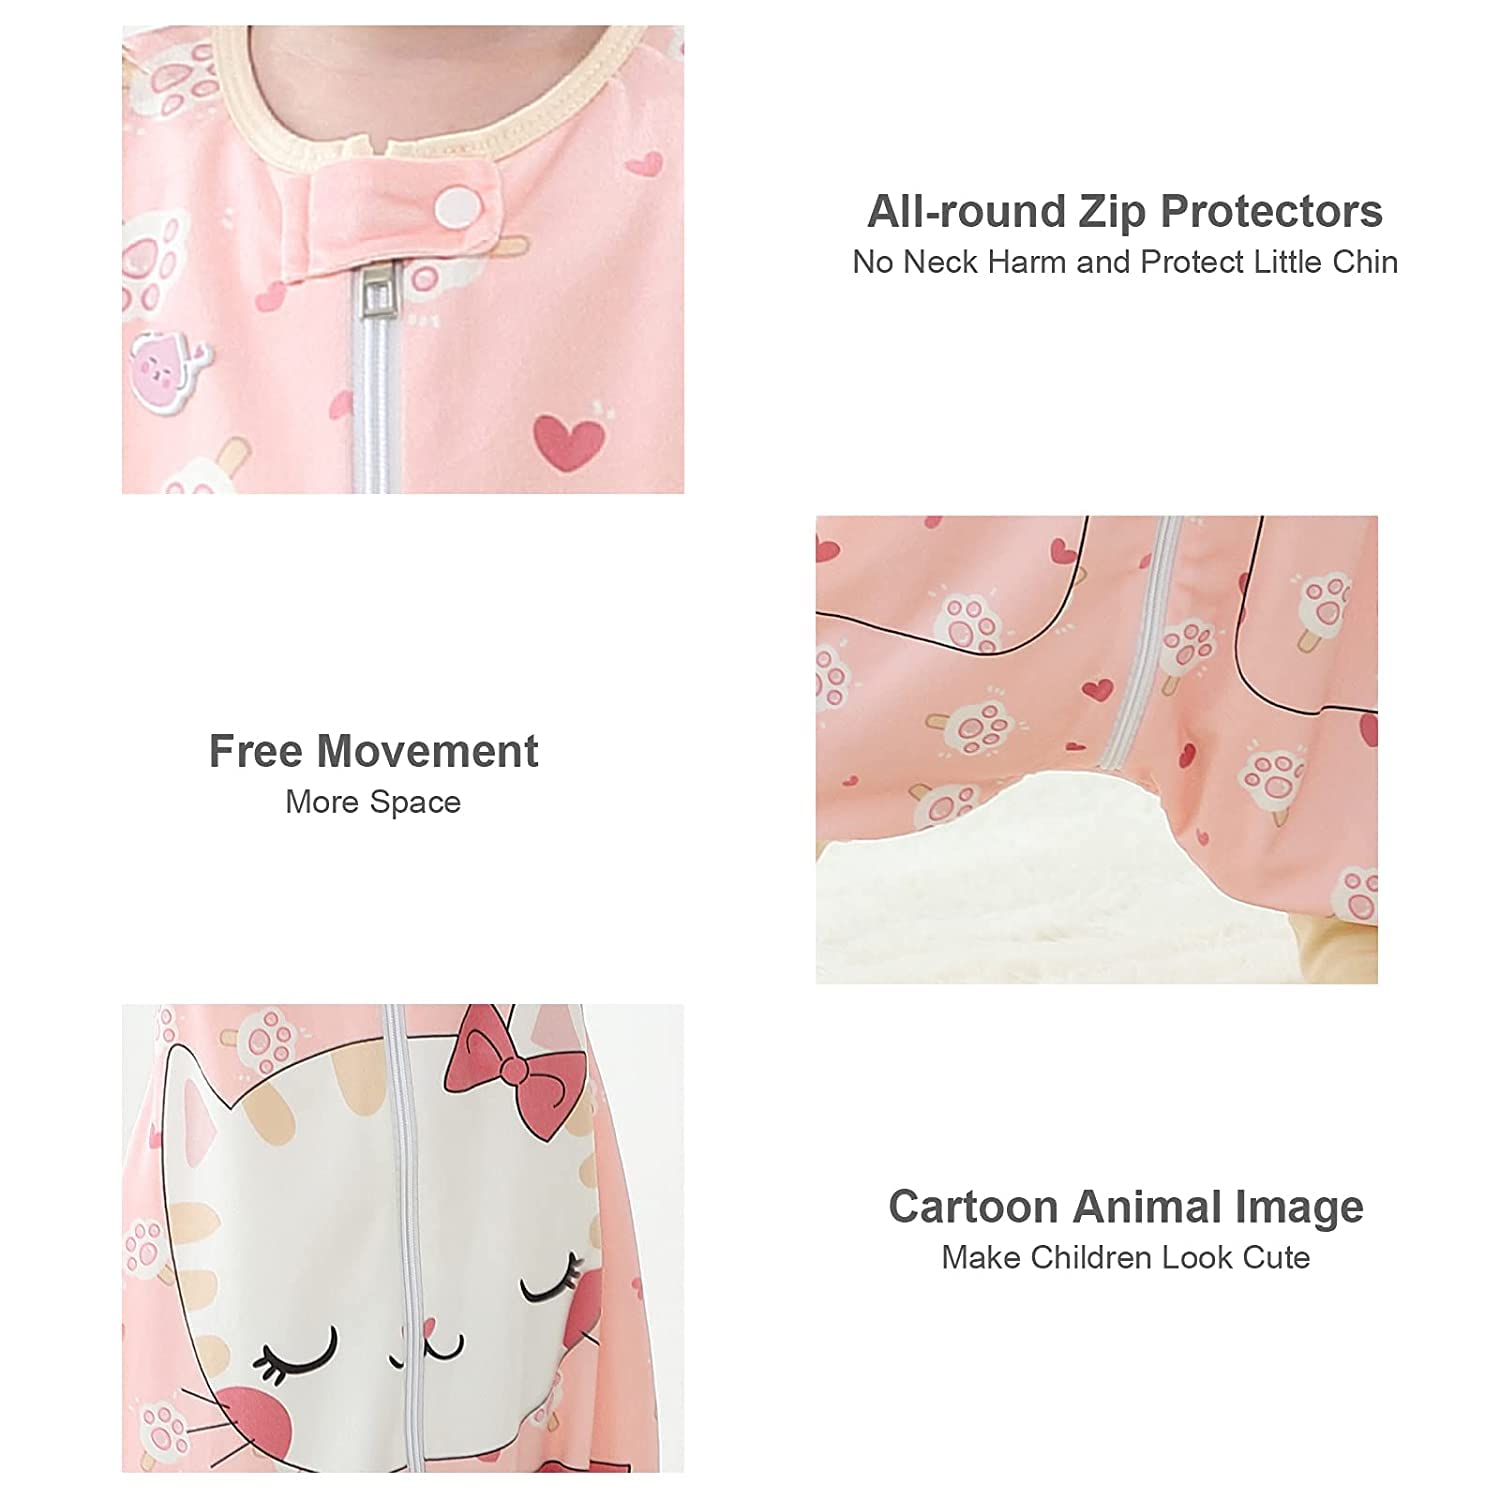 All-round Zip Protectors
No Neck Harm and Protect Little Chin
Free Movement
More Space
Cartoon Animal Image
Make Children Look Cute